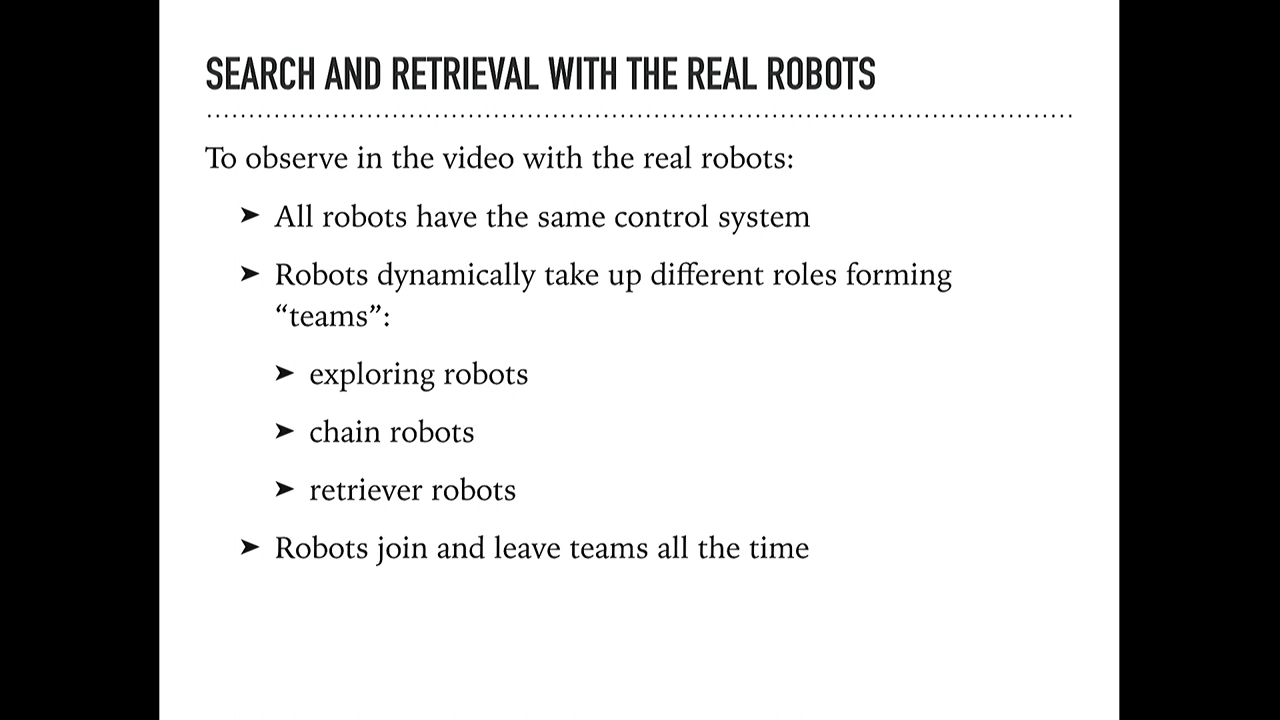 SEARCH AND RETRIEVAL WITH THE REAL ROBOTS
To observe in the video with the real robots:
➤ All robots have the same control system
➤ Robots dynamically take up different roles forming
“teams”:
➤ exploring robots
➤ chain robots
➤ retriever robots
➤ Robots join and leave teams all the time